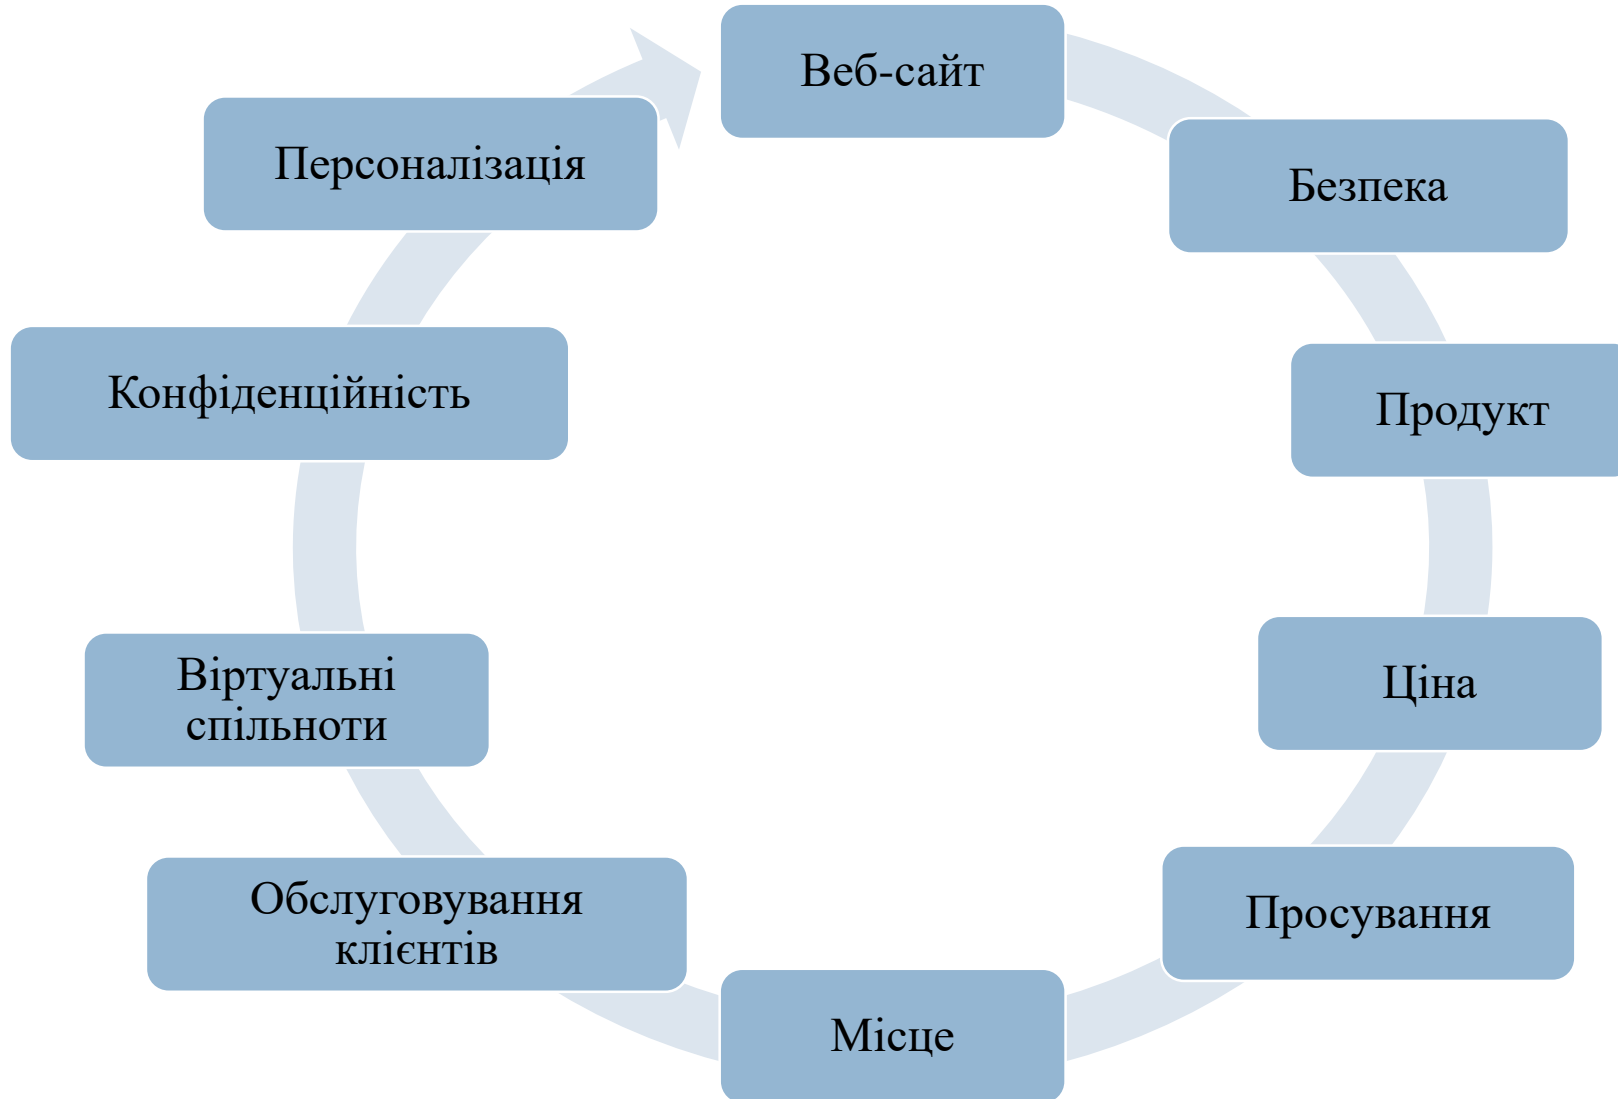 Веб-сайт
Безпека
Продукт
Ціна
Просування
Місце
Обслуговування
клієнтів
Віртуальні
спільноти
Конфіденційність
Персоналізація